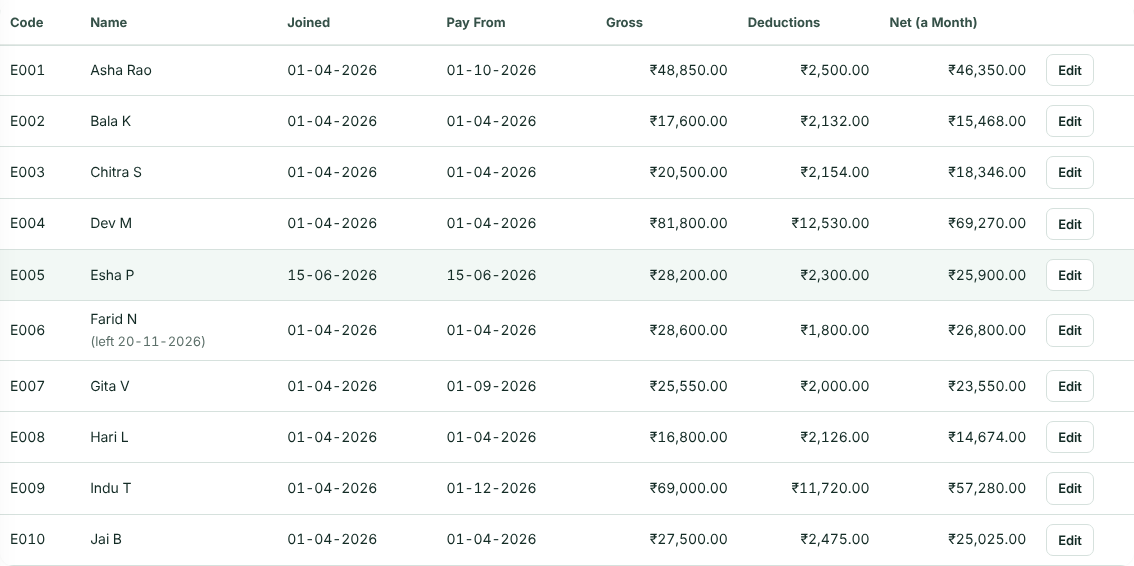 Code Name Joined Pay From Gross Deductions Net (a Month)
E001 Asha Rao 01-04-2026 01-10-2026 ₹48,850.00 ₹2,500.00 ₹46,350.00 Edit
E002 Bala K 01-04-2026 01-04-2026 ₹17,600.00 ₹2,132.00 ₹15,468.00 Edit
E003 Chitra S 01-04-2026 01-04-2026 ₹20,500.00 ₹2,154.00 ₹18,346.00 Edit
E004 Dev M 01-04-2026 01-04-2026 ₹81,800.00 ₹12,530.00 ₹69,270.00 Edit
E005 Esha P 15-06-2026 15-06-2026 ₹28,200.00 ₹2,300.00 ₹25,900.00 Edit
E006 Farid N 01-04-2026 01-04-2026 ₹28,600.00 ₹1,800.00 ₹26,800.00 Edit
(left 20-11-2026)
E007 Gita V 01-04-2026 01-09-2026 ₹25,550.00 ₹2,000.00 ₹23,550.00 Edit
E008 Hari L 01-04-2026 01-04-2026 ₹16,800.00 ₹2,126.00 ₹14,674.00 Edit
E009 Indu T 01-04-2026 01-12-2026 ₹69,000.00 ₹11,720.00 ₹57,280.00 Edit
E010 Jai B 01-04-2026 01-04-2026 ₹27,500.00 ₹2,475.00 ₹25,025.00 Edit